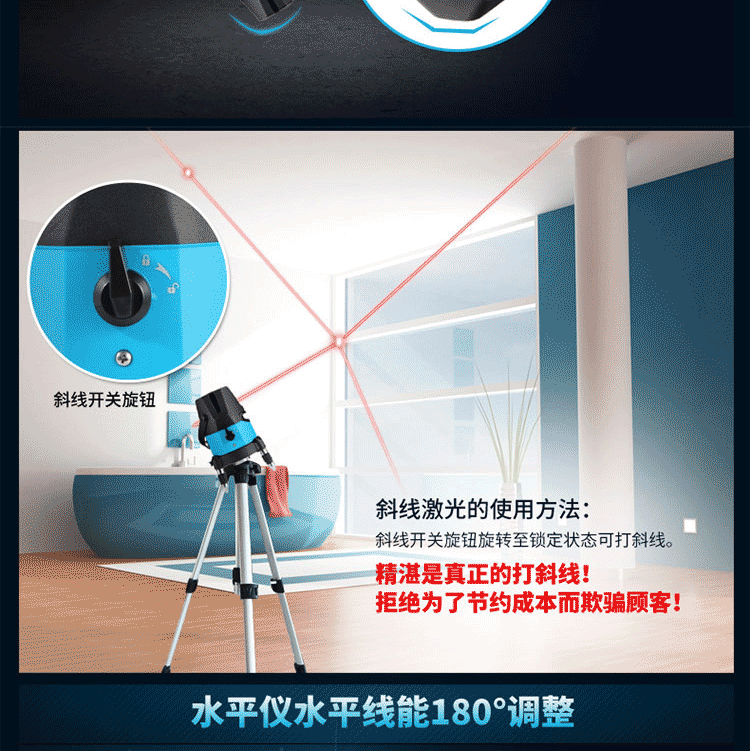 斜线开关旋钮
斜线激光的使用方法：
斜线开关旋钮旋转至锁定状态可打斜线。
精湛是真正的打斜线！
拒绝为了节约成本而欺骗顾客！
水平仪水平线能180°调整